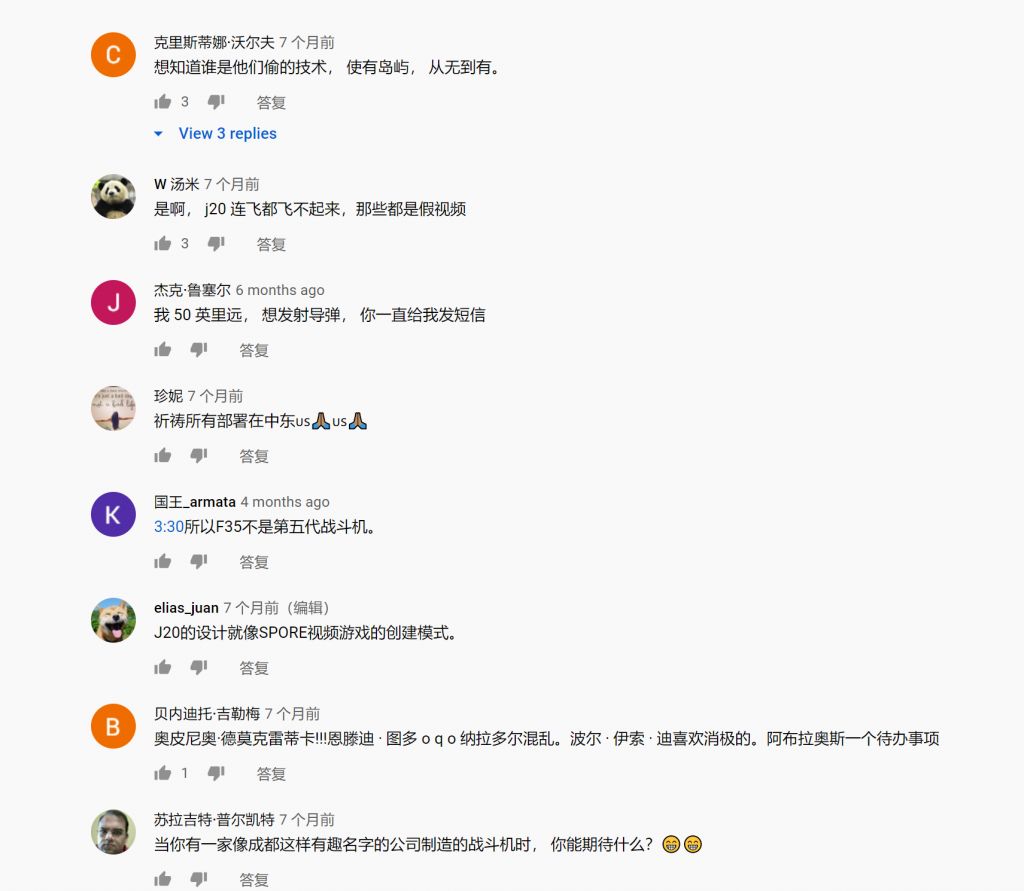 C
克里斯蒂娜·沃尔夫 7 个月前
想知道谁是他们偷的技术， 使有岛屿， 从无到有。
3 答复
View 3 replies
W 汤米 7 个月前
是啊， j20 连飞都飞不起来，那些都是假视频
3 答复
J
杰克·鲁塞尔 6 months ago
我 50 英里远， 想发射导弹， 你一直给我发短信
答复
珍妮 7 个月前
祈祷所有部署在中东us🙏🏾us🙏🏾
答复
K
国王_armata 4 months ago
3:30所以F35不是第五代战斗机。
答复
elias_juan 7 个月前（编辑）
J20的设计就像SPORE视频游戏的创建模式。
答复
B
贝内迪托·吉勒梅 7 个月前
奥皮尼奥·德莫克雷蒂卡!!!恩滕迪 · 图多 o q o 纳拉多尔混乱。波尔 · 伊索 · 迪喜欢消极的。阿布拉奥斯一个待办事项
1 答复
苏拉吉特·普尔凯特 7 个月前
当你有一家像成都这样有趣名字的公司制造的战斗机时， 你能期待什么？😁😁
答复